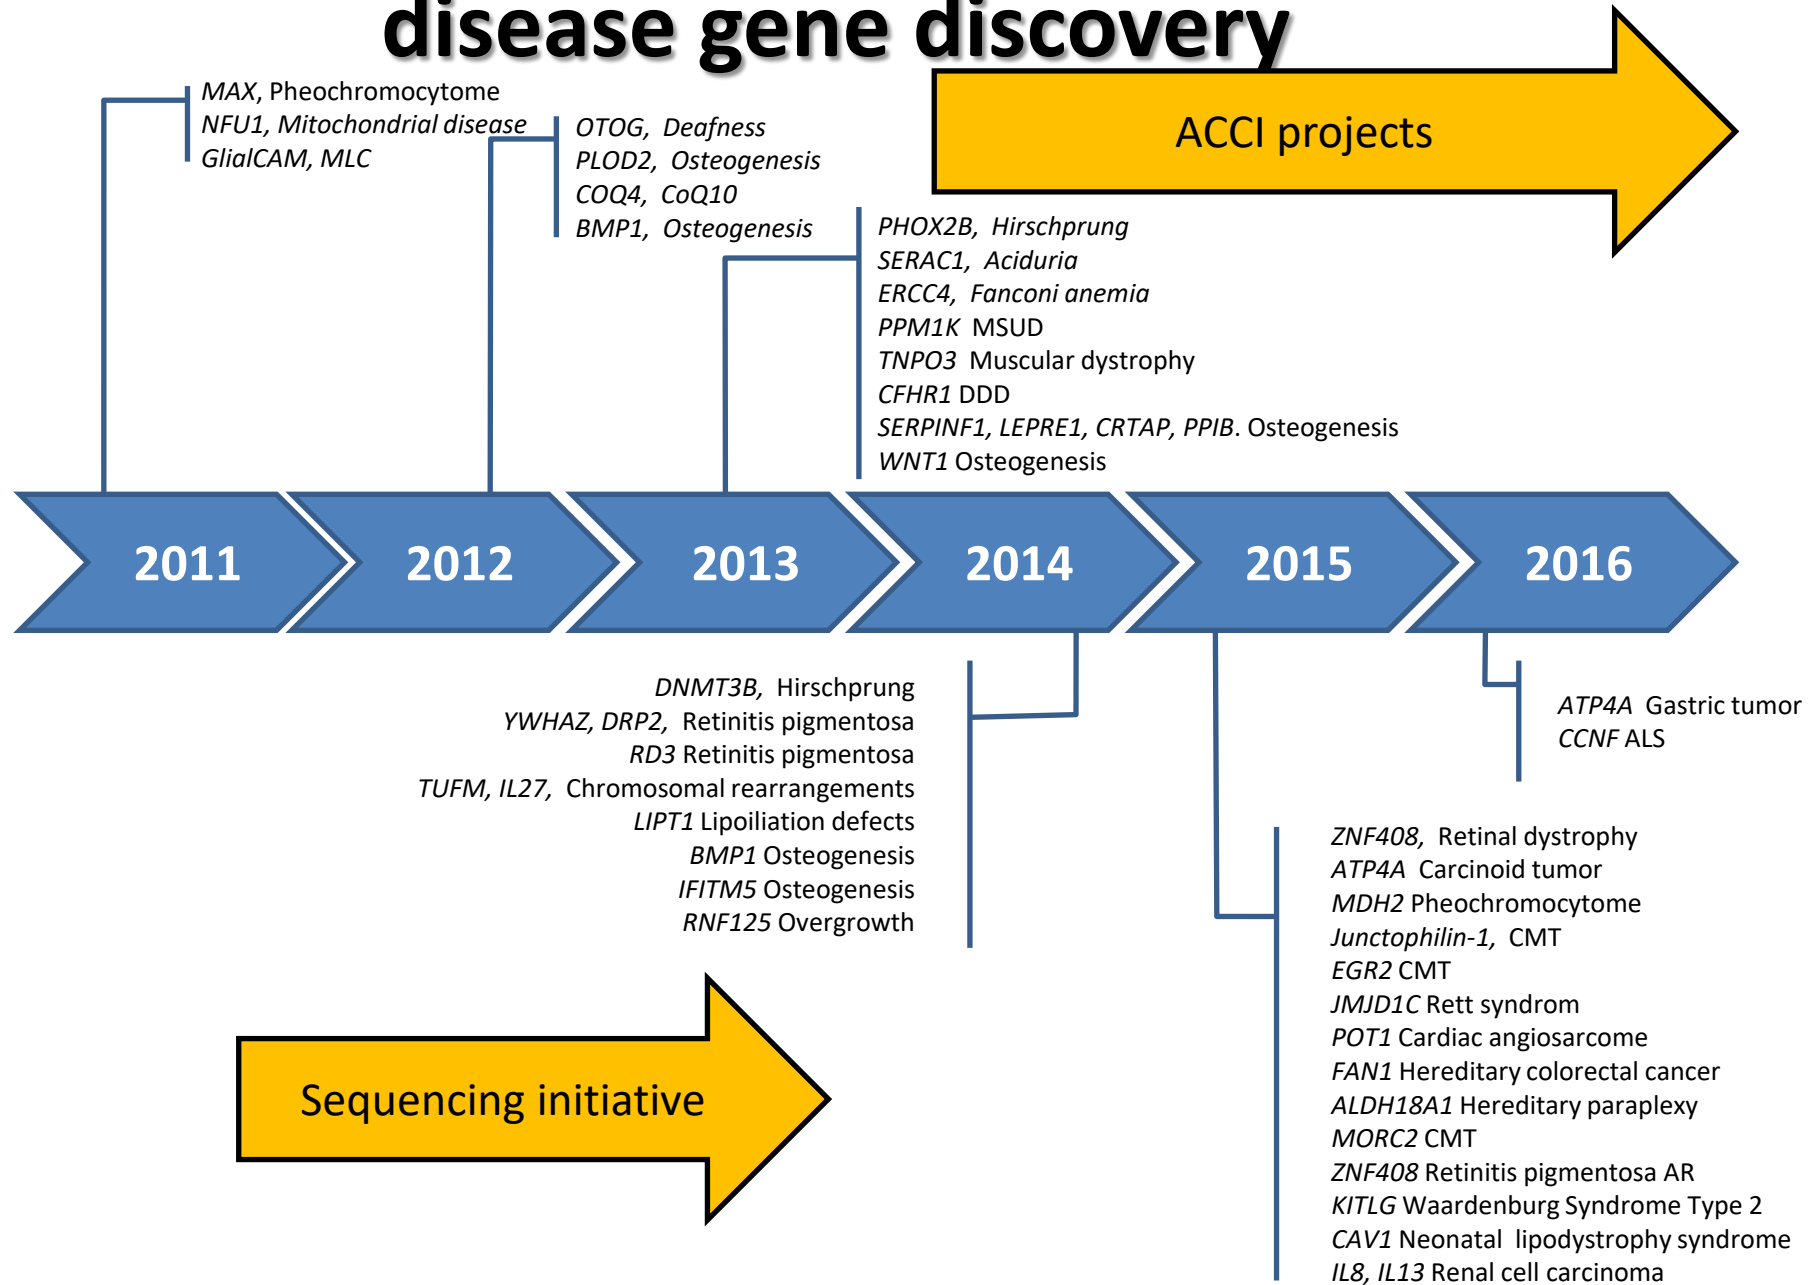 disease gene discovery
ACCI projects
MAX, Pheochromocytome
NFU1, Mitochondrial disease
GlialCAM, MLC
OTOG, Deafness
PLOD2, Osteogenesis
COQ4, CoQ10
BMP1, Osteogenesis
PHOX2B, Hirschprung
SERAC1, Aciduria
ERCC4, Fanconi anemia
PPM1K MSUD
TNPO3 Muscular dystrophy
CFHR1 DDD
SERPINF1, LEPRE1, CRTAP, PPIB. Osteogenesis
WNT1 Osteogenesis
2011 2012 2013 2014 2015 2016
DNMT3B, Hirschprung
YWHAZ, DRP2, Retinitis pigmentosa
RD3 Retinitis pigmentosa
TUFM, IL27, Chromosomal rearrangements
LIPT1 Lipoiliation defects
BMP1 Osteogenesis
IFITM5 Osteogenesis
RNF125 Overgrowth
ATP4A Gastric tumor
CCNF ALS
ZNF408, Retinal dystrophy
ATP4A Carcinoid tumor
MDH2 Pheochromocytome
Junctophilin-1, CMT
EGR2 CMT
JMJD1C Rett syndrom
POT1 Cardiac angiosarcome
FAN1 Hereditary colorectal cancer
ALDH18A1 Hereditary paraplexy
MORC2 CMT
ZNF408 Retinitis pigmentosa AR
KITLG Waardenburg Syndrome Type 2
CAV1 Neonatal lipodystrophy syndrome
IL8, IL13 Renal cell carcinoma
Sequencing initiative